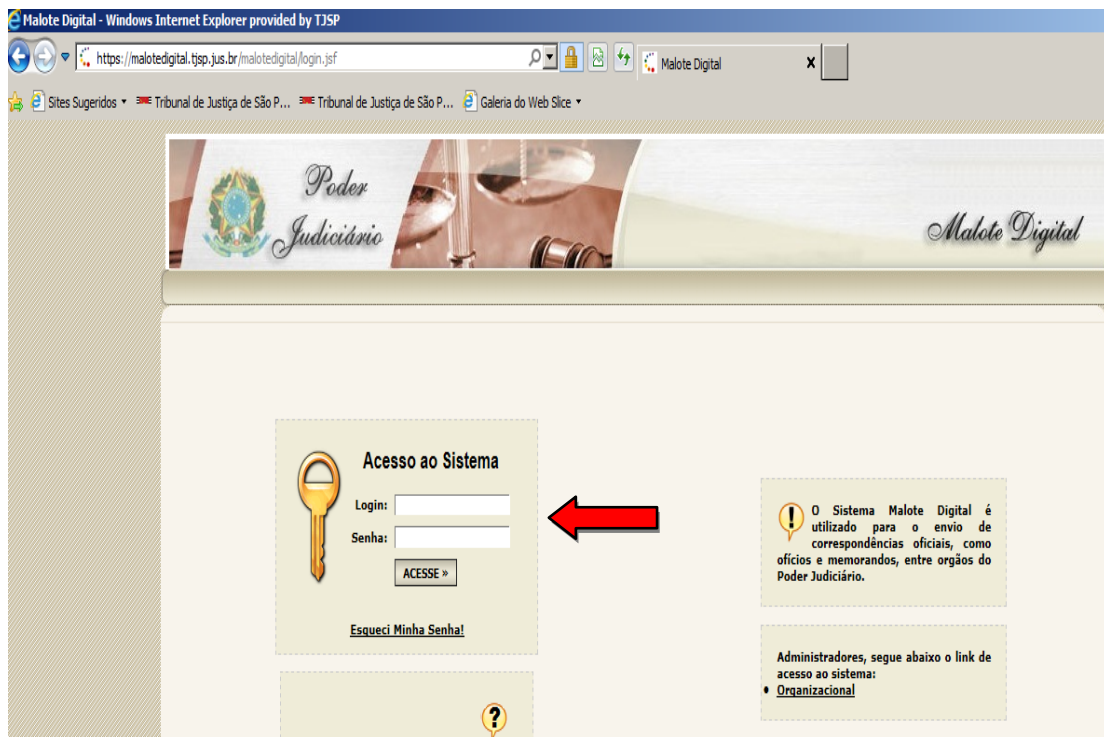 Malote Digital - Windows Internet Explorer provided by TJSP
https://malotedigital.tjsp.jus.br/malotedigital/login.jsf
Malote Digital
x
Sites Sugeridos
Tribunal de Justiça de São P...
Tribunal de Justiça de São P...
Galeria do Web Slice
Poder
Judiciário
Malote Digital
Acesso ao Sistema
Login:
Senha:
ACESSE »
Esqueci Minha Senha!
?
! O Sistema Malote Digital é
utilizado para o envio de
correspondências oficiais, como
ofícios e memorandos, entre orgãos do
Poder Judiciário.
Administradores, segue abaixo o link de
acesso ao sistema:
• Organizacional